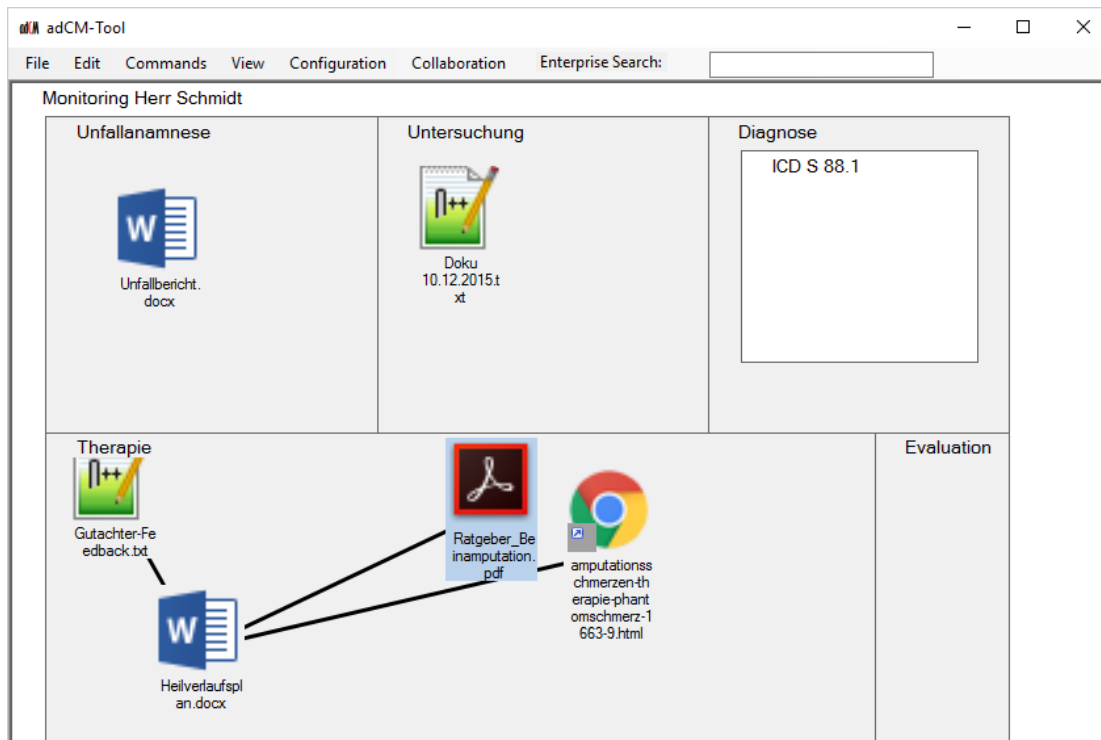 adCM adCM-Tool
File Edit Commands View Configuration Collaboration Enterprise Search:
Monitoring Herr Schmidt
Unfallanamnese
Unfallbericht.
docx
Untersuchung
Doku
10.12.2015.t
xt
Diagnose
ICD S 88.1
Therapie
Gutachter-Fe
edback.txt
Heilverlaufspl
an.docx
Ratgeber_Be
inamputation.
pdf
amputationss
chmerzen-th
erapie-phant
omschmerz-1
663-9.html
Evaluation